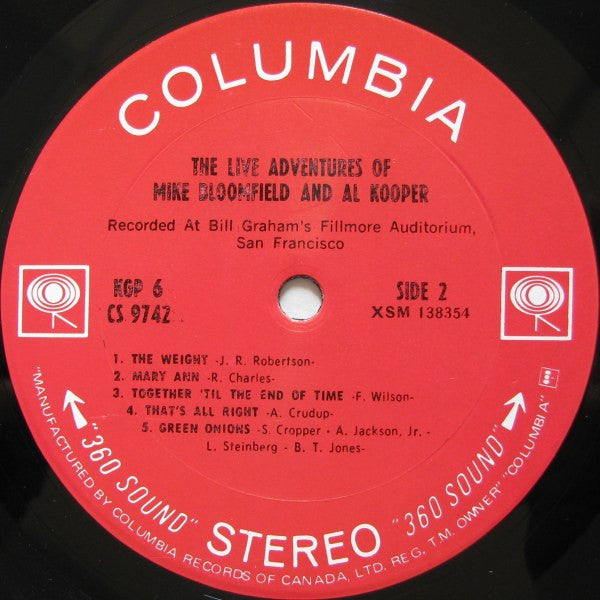 COLUMBIA
THE LIVE ADVENTURES OF
MIKE BLOOMFIELD AND AL KOOPER
Recorded At Bill Graham's Fillmore Auditorium,
San Francisco
KGP 6
CS 9742
SIDE 2
XSM 138354
1. THE WEIGHT -J. R. Robertson-
2. MARY ANN -R. Charles-
3. TOGETHER 'TIL THE END OF TIME -F. Wilson-
4. THAT'S ALL RIGHT -A. Crudup-
5. GREEN ONIONS -S. Cropper - A. Jackson, Jr. -
L. Steinberg - B. T. Jones-
"360 SOUND" STEREO "360 SOUND"
"MANUFACTURED BY COLUMBIA RECORDS OF CANADA, LTD. REG. T.M. OWNER" "COLUMBIA"